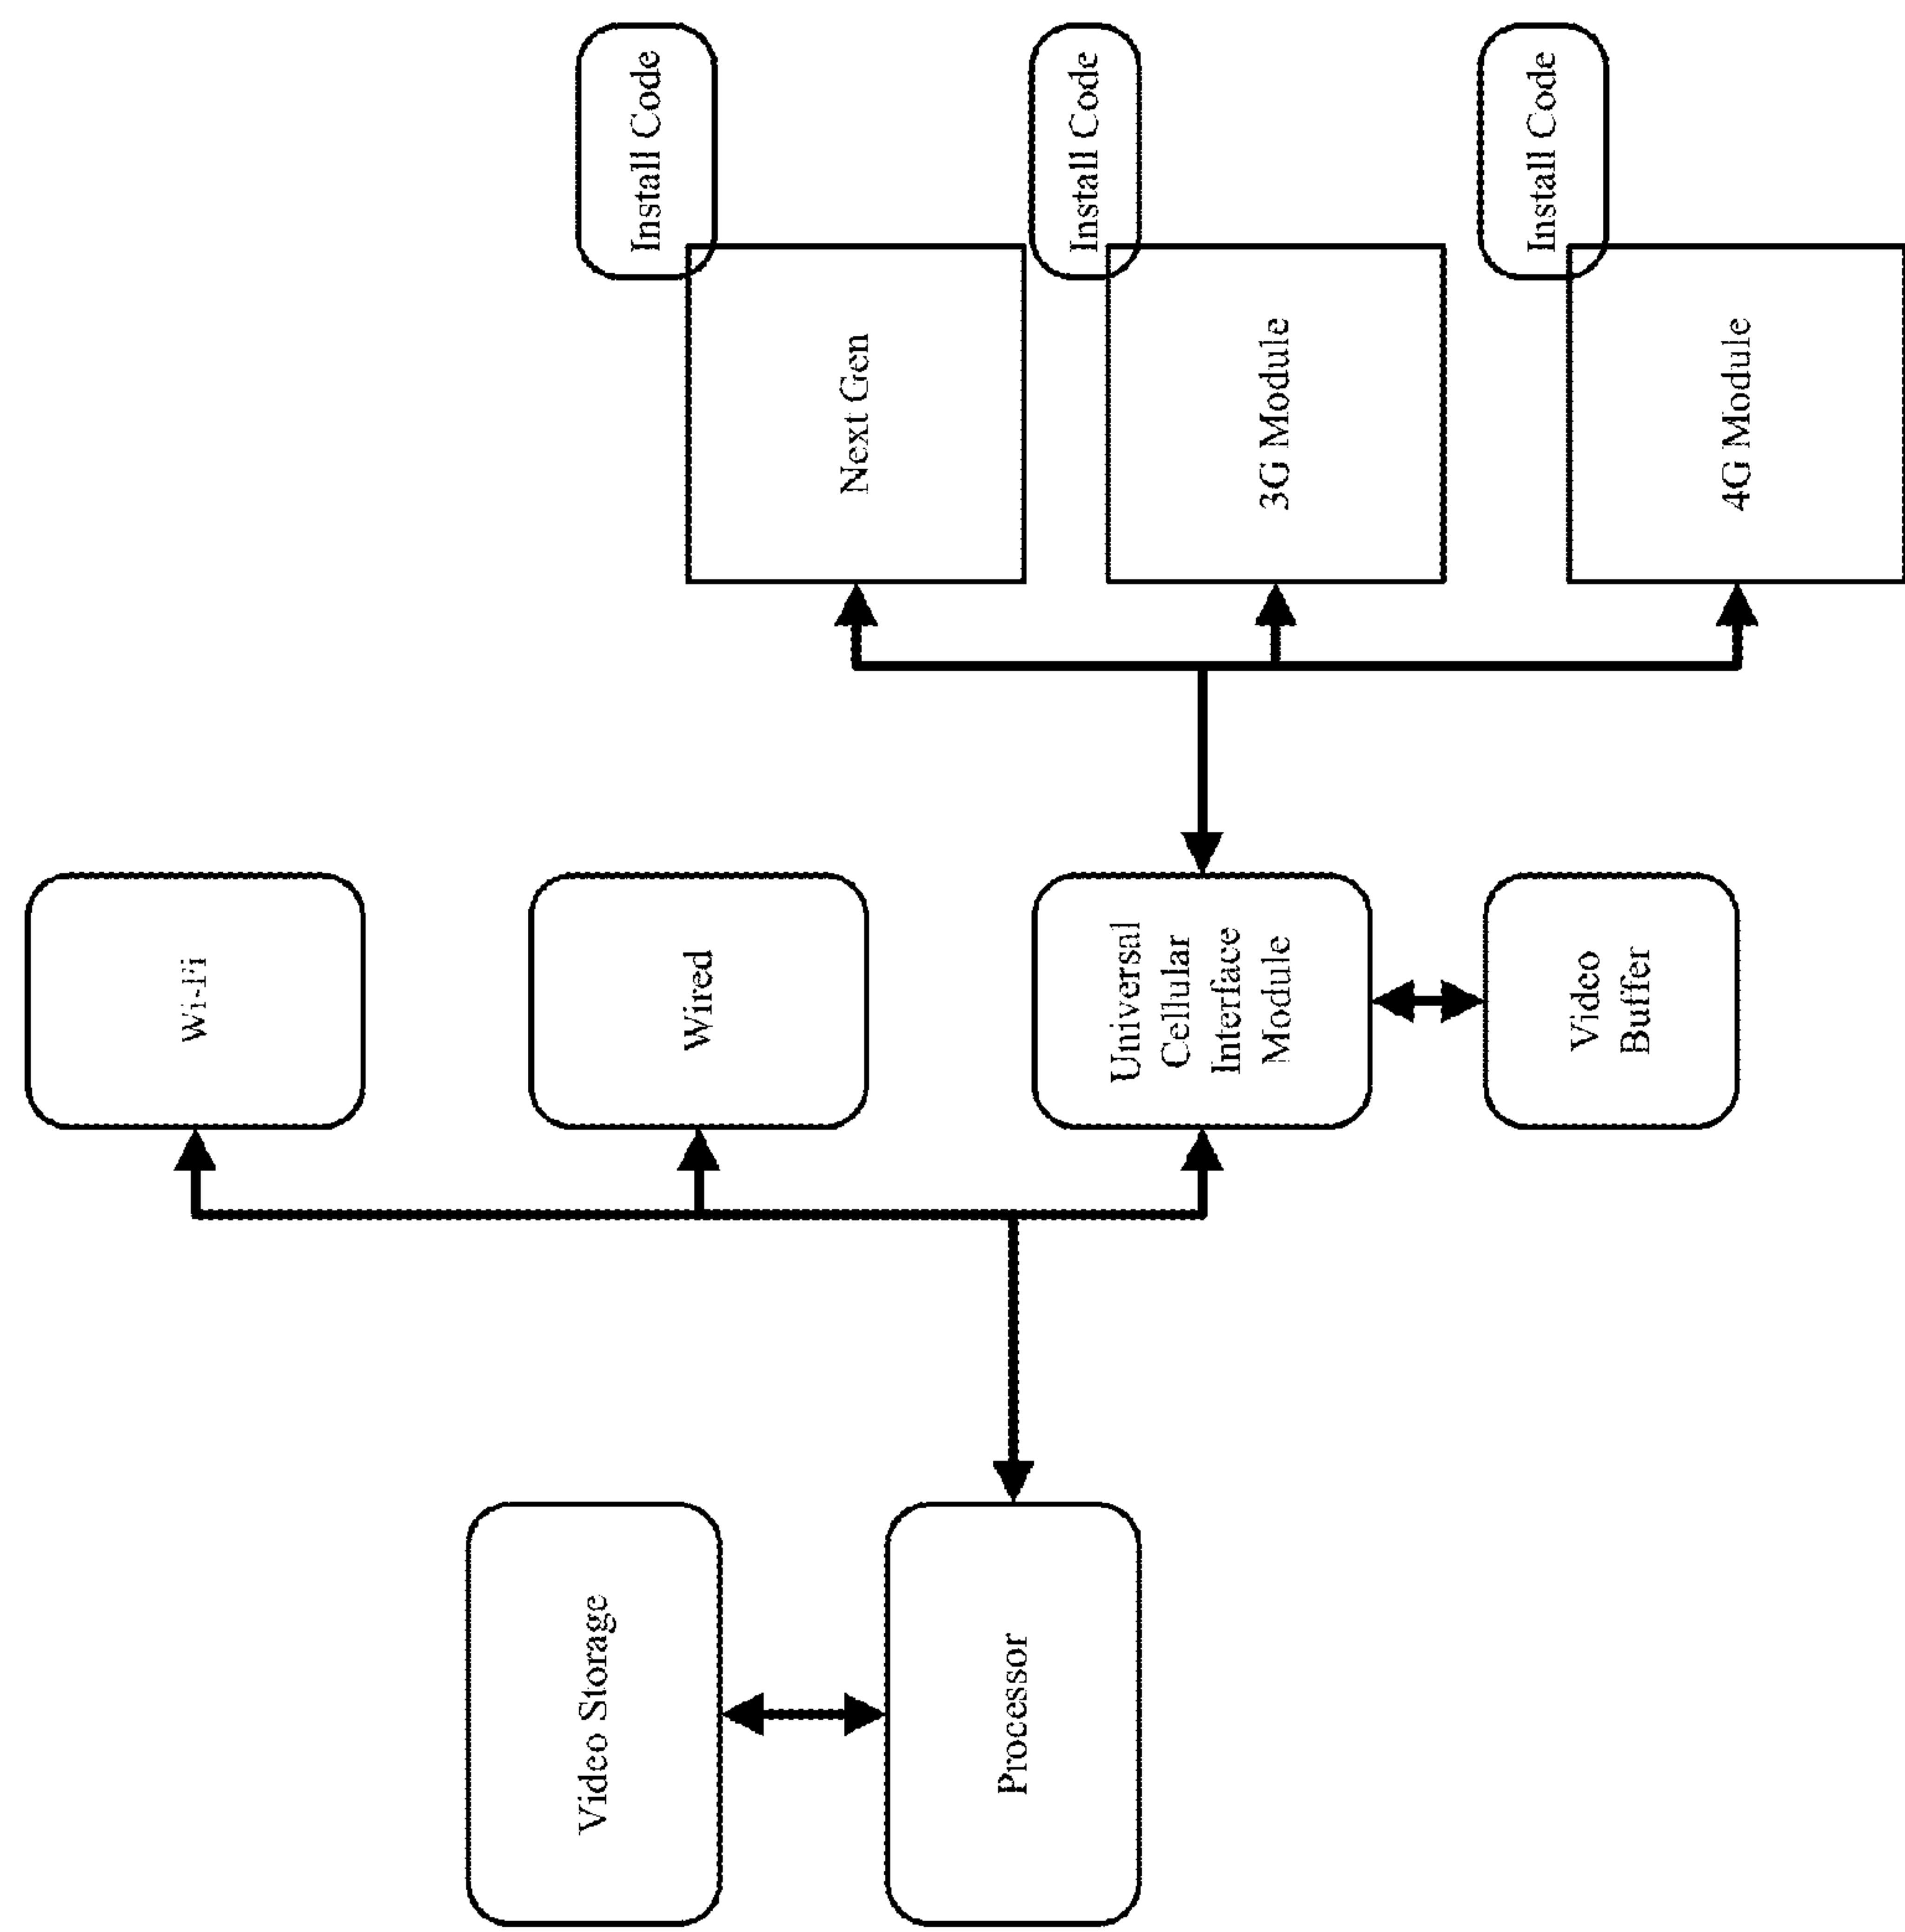 Video Storage
Processor
Wi-Fi
Wired
Universal
Cellular
Interface
Module
Video
Buffer
Next Gen
Install Code
3G Module
Install Code
4G Module
Install Code